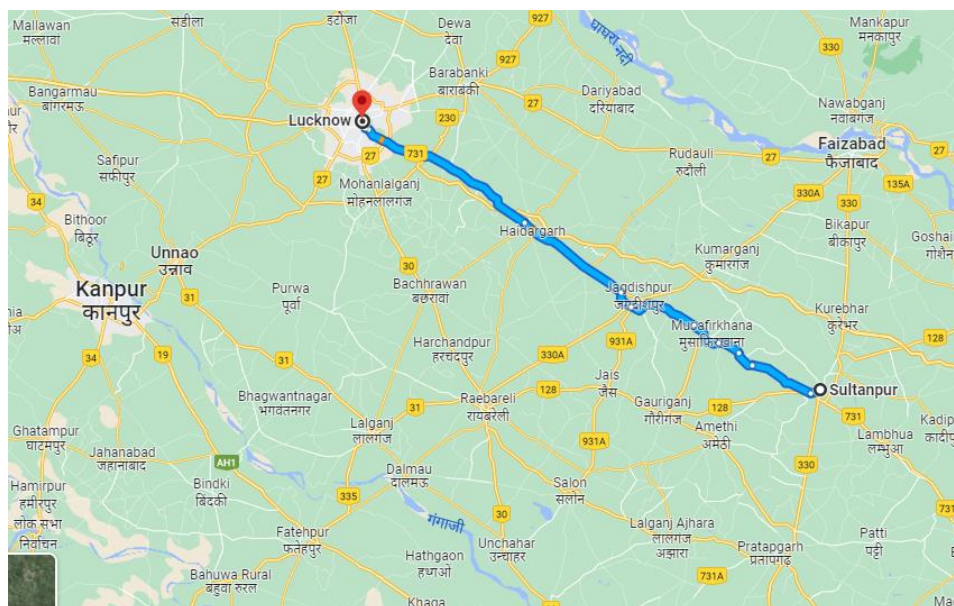 Mallawan
मल्लावां
संडीला
इटौजा
Dewa
देवा
927
927
घाघरा नदी
Mankapur
मनकापुर
330
Bangarmau
बांगरमऊ
Barabanki
बाराबंकी
Dariyabad
दरियाबाद
Nawabganj
नवाबगंज
Lucknow
230
27
Faizabad
फैजाबाद
27
731
27
Safipur
सफीपुर
27
Mohanlalganj
मोहनलालगंज
Rudauli
रुदौली
27
330A
330
135A
34
Bithoor
बिठूर
Haidargarh
Bikapur
बीकापुर
Goshai
Unnao
उन्नाव
Kumarganj
कुमारगंज
30
Kanpur
कानपुर
31
Purwa
पूर्वा
Bachhrawan
बछरावा
Jagdishpur
जगदीशपुर
Kurebhar
कुरेभर
Musafirkhana
मुसाफिरखाना
128
34
19
31
Harchandpur
हरचंदपुर
330A
931A
Jais
जैस
Sultanpur
Bhagwantnagar
भगवंतनगर
31
Raebareli
रायबरेली
128
Gauriganj
गौरीगंज
128
731
Lalganj
लालगंज
Amethi
अमेठी
Lambhua
लम्भुआ
Ghatampur
घाटमपुर
Jahanabad
जहानाबाद
931A
330
AH1
Dalmau
दालमऊ
Bindki
बिंदकी
Salon
सलोन
Hamirpur
हमीरपुर
लोक सभा
निर्वाचन
335
गंगाजी
30
731
Lalganj Ajhara
लालगंज
अझारा
Patti
पट्टी
Fatehpur
फतेहपुर
Unchahar
उन्चाहर
Pratapgarh
प्रतापगढ़
Hathgaon
हथगाओं
Bahuwa Rural
बहुवा रुरल
731A
Khaga